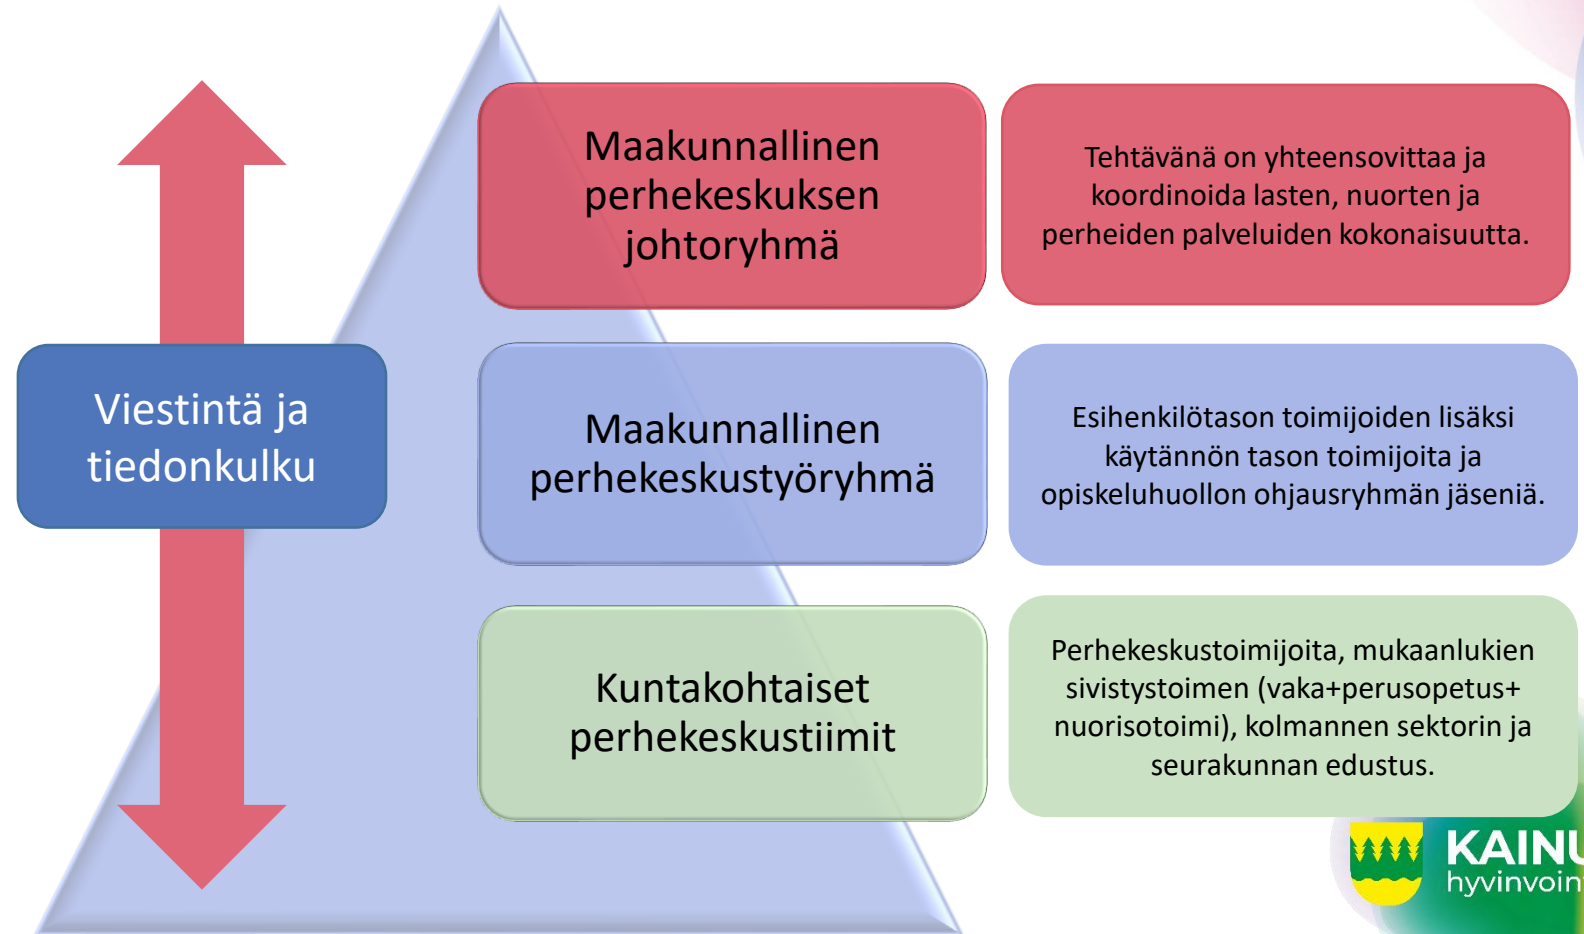 Maakunnallinen
perhekeskuksen
johtoryhmä
Tehtävänä on yhteensovittaa ja
koordinoida lasten, nuorten ja
perheiden palveluiden kokonaisuutta.
Viestintä ja
tiedonkulku
Maakunnallinen
perhekeskustyöryhmä
Esihenkilötason toimijoiden lisäksi
käytännön tason toimijoita ja
opiskeluhuollon ohjausryhmän jäseniä.
Kuntakohtaiset
perhekeskustiimit
Perhekeskustoimijoita, mukaanlukien
sivistystoimen (vaka+perusopetus+
nuorisotoimi), kolmannen sektorin ja
seurakunnan edustus.
KAINU
hyvinvoin